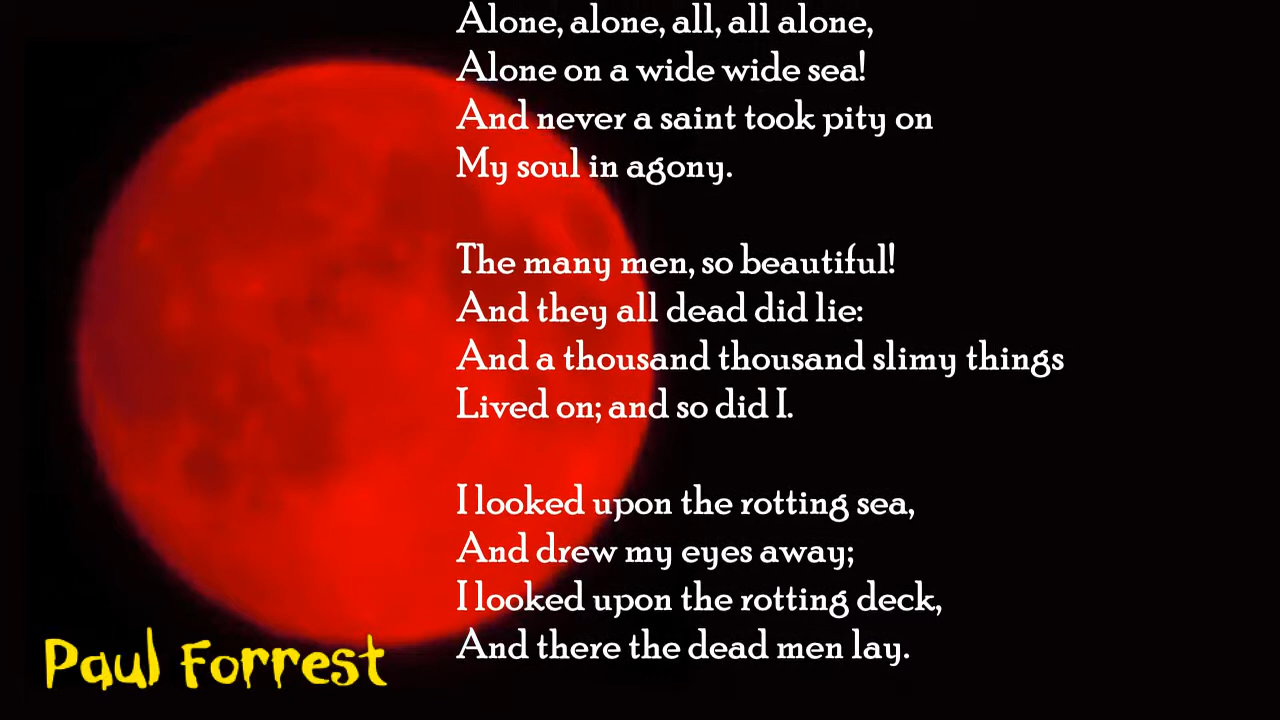 Alone, alone, all, all alone,
Alone on a wide wide sea!
And never a saint took pity on
My soul in agony.
The many men, so beautiful!
And they all dead did lie:
And a thousand thousand slimy things
Lived on; and so did I.
I looked upon the rotting sea,
And drew my eyes away;
I looked upon the rotting deck,
And there the dead men lay.
Paul Forrest